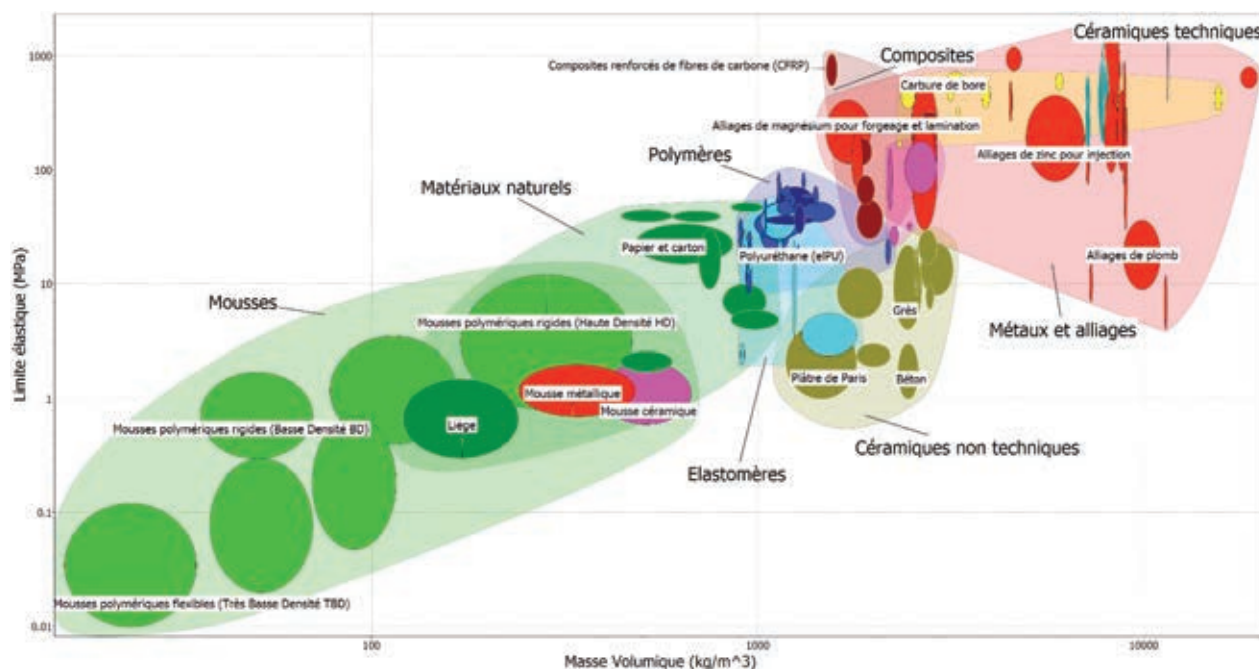 Céramiques techniques
1000
Composites
Composites renforcés de fibres de carbone (CFRP)
Carbure de bore
Alliages de magnésium pour forgeage et lamination
Polymères
Alliages de zinc pour injection
100
Matériaux naturels
Papier et carton
Polyuréthane (elPU)
Alliages de plomb
Limite élastique (MPa)
10
Mousses
Grès
Métaux et alliages
Mousses polymériques rigides (Haute Densité HD)
Plâtre de Paris
Béton
1
Mousse métallique
Mousse céramique
Mousses polymériques rigides (Basse Densité BD)
Liège
Céramiques non techniques
Elastomères
0.1
Mousses polymériques flexibles (Très Basse Densité TBD)
0.01
100
1000
10000
Masse Volumique (kg/m^3)